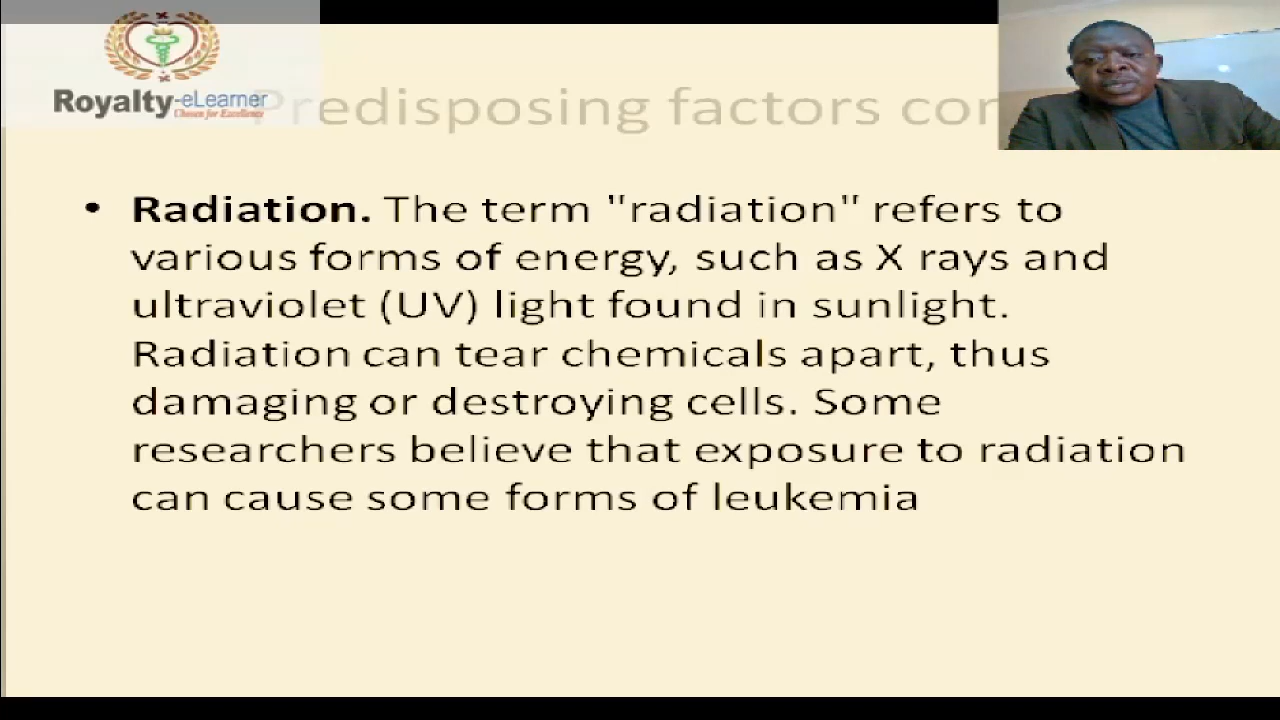 Royalty-eLearner
Chosen for Excellence
Predisposing factors con
• Radiation. The term "radiation" refers to
various forms of energy, such as X rays and
ultraviolet (UV) light found in sunlight.
Radiation can tear chemicals apart, thus
damaging or destroying cells. Some
researchers believe that exposure to radiation
can cause some forms of leukemia